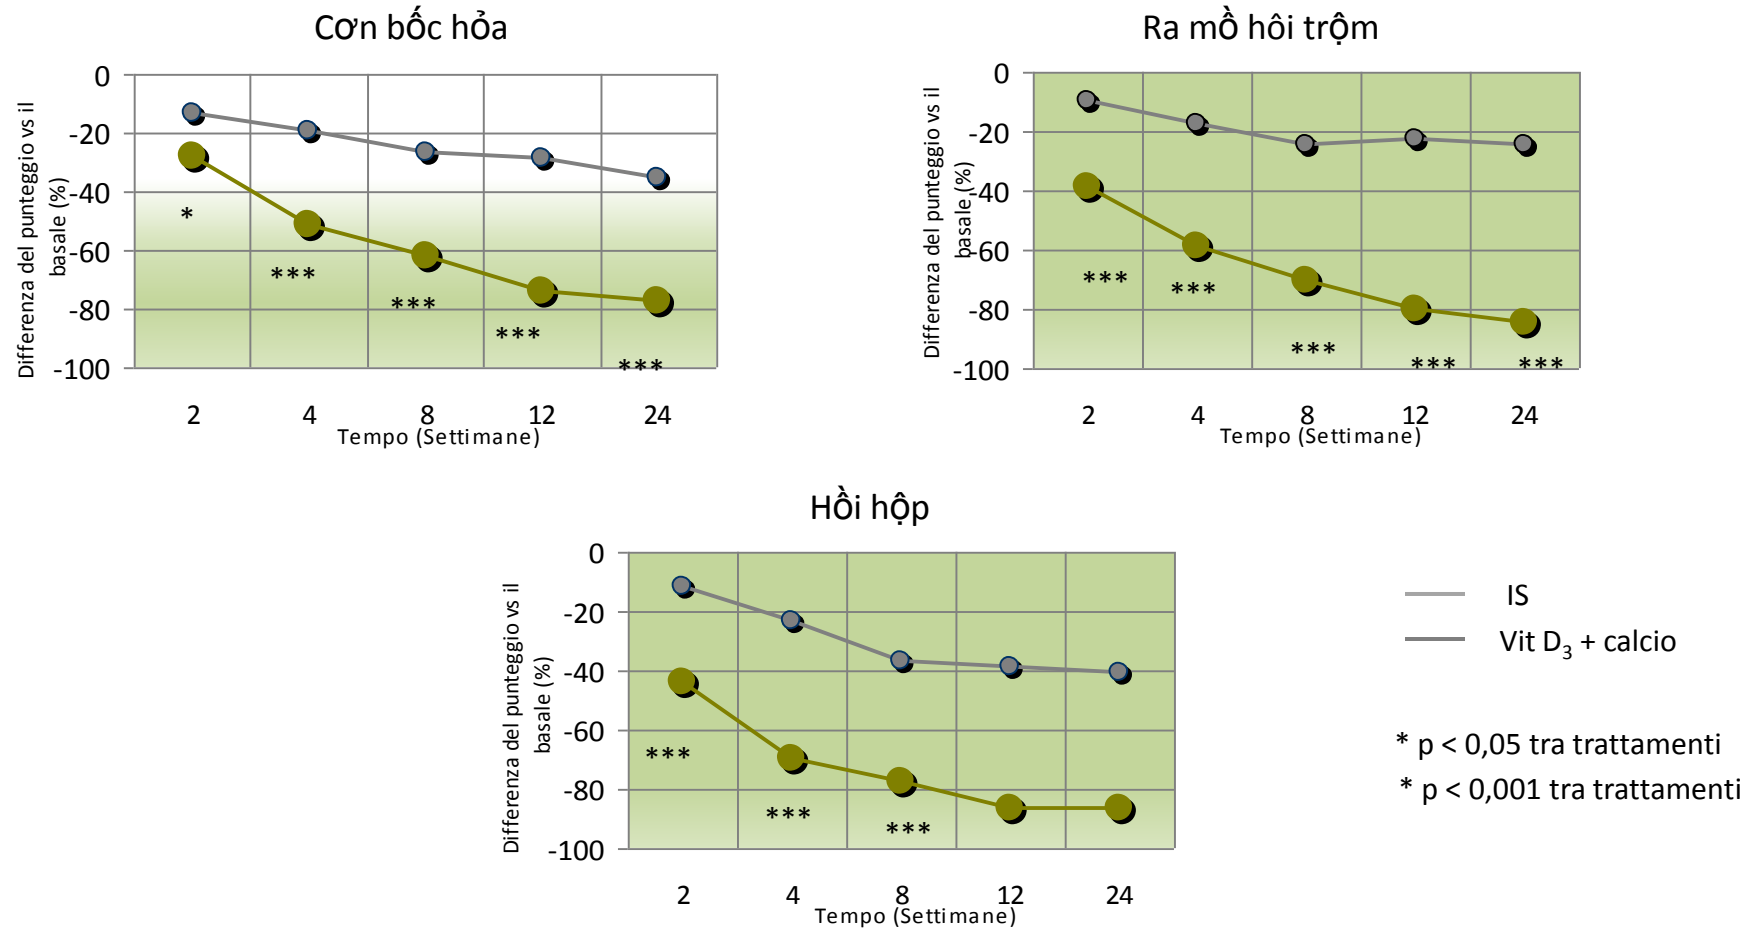 Cơn bốc hỏa
Differenza del punteggio vs il
basale (%)
0
-20
-40
-60
-80
-100
*
***
***
***
***
2 4 8 12 24
Tempo (Settimane)
Ra mồ hôi trộm
Differenza del punteggio vs il
basale (%)
0
-20
-40
-60
-80
-100
***
***
***
***
***
2 4 8 12 24
Tempo (Settimane)
Hồi hộp
Differenza del punteggio vs il
basale (%)
0
-20
-40
-60
-80
-100
***
***
***
2 4 8 12 24
Tempo (Settimane)
IS
Vit D₃ + calcio
* p < 0,05 tra trattamenti
* p < 0,001 tra trattamenti